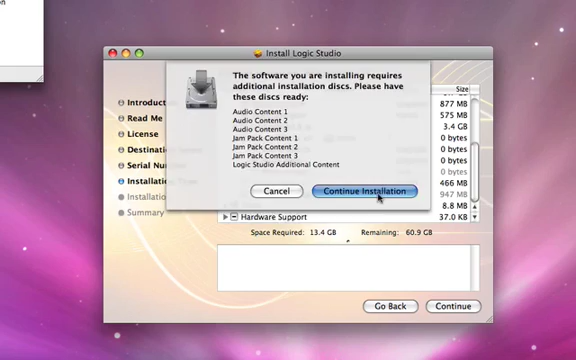 Install Logic Studio
The software you are installing requires
additional installation discs. Please have
these discs ready:
Audio Content 1
Audio Content 2
Audio Content 3
Jam Pack Content 1
Jam Pack Content 2
Jam Pack Content 3
Logic Studio Additional Content
Cancel
Continue Installation
Introduct
Read Me
License
Destinati
Serial Nu
Installati
Installatio
Summary
Size
877 MB
575 MB
3.4 GB
0 bytes
0 bytes
0 bytes
466 MB
947 MB
8.8 MB
Hardware Support 37.0 KB
Space Required: 13.4 GB Remaining: 60.9 GB
Go Back
Continue